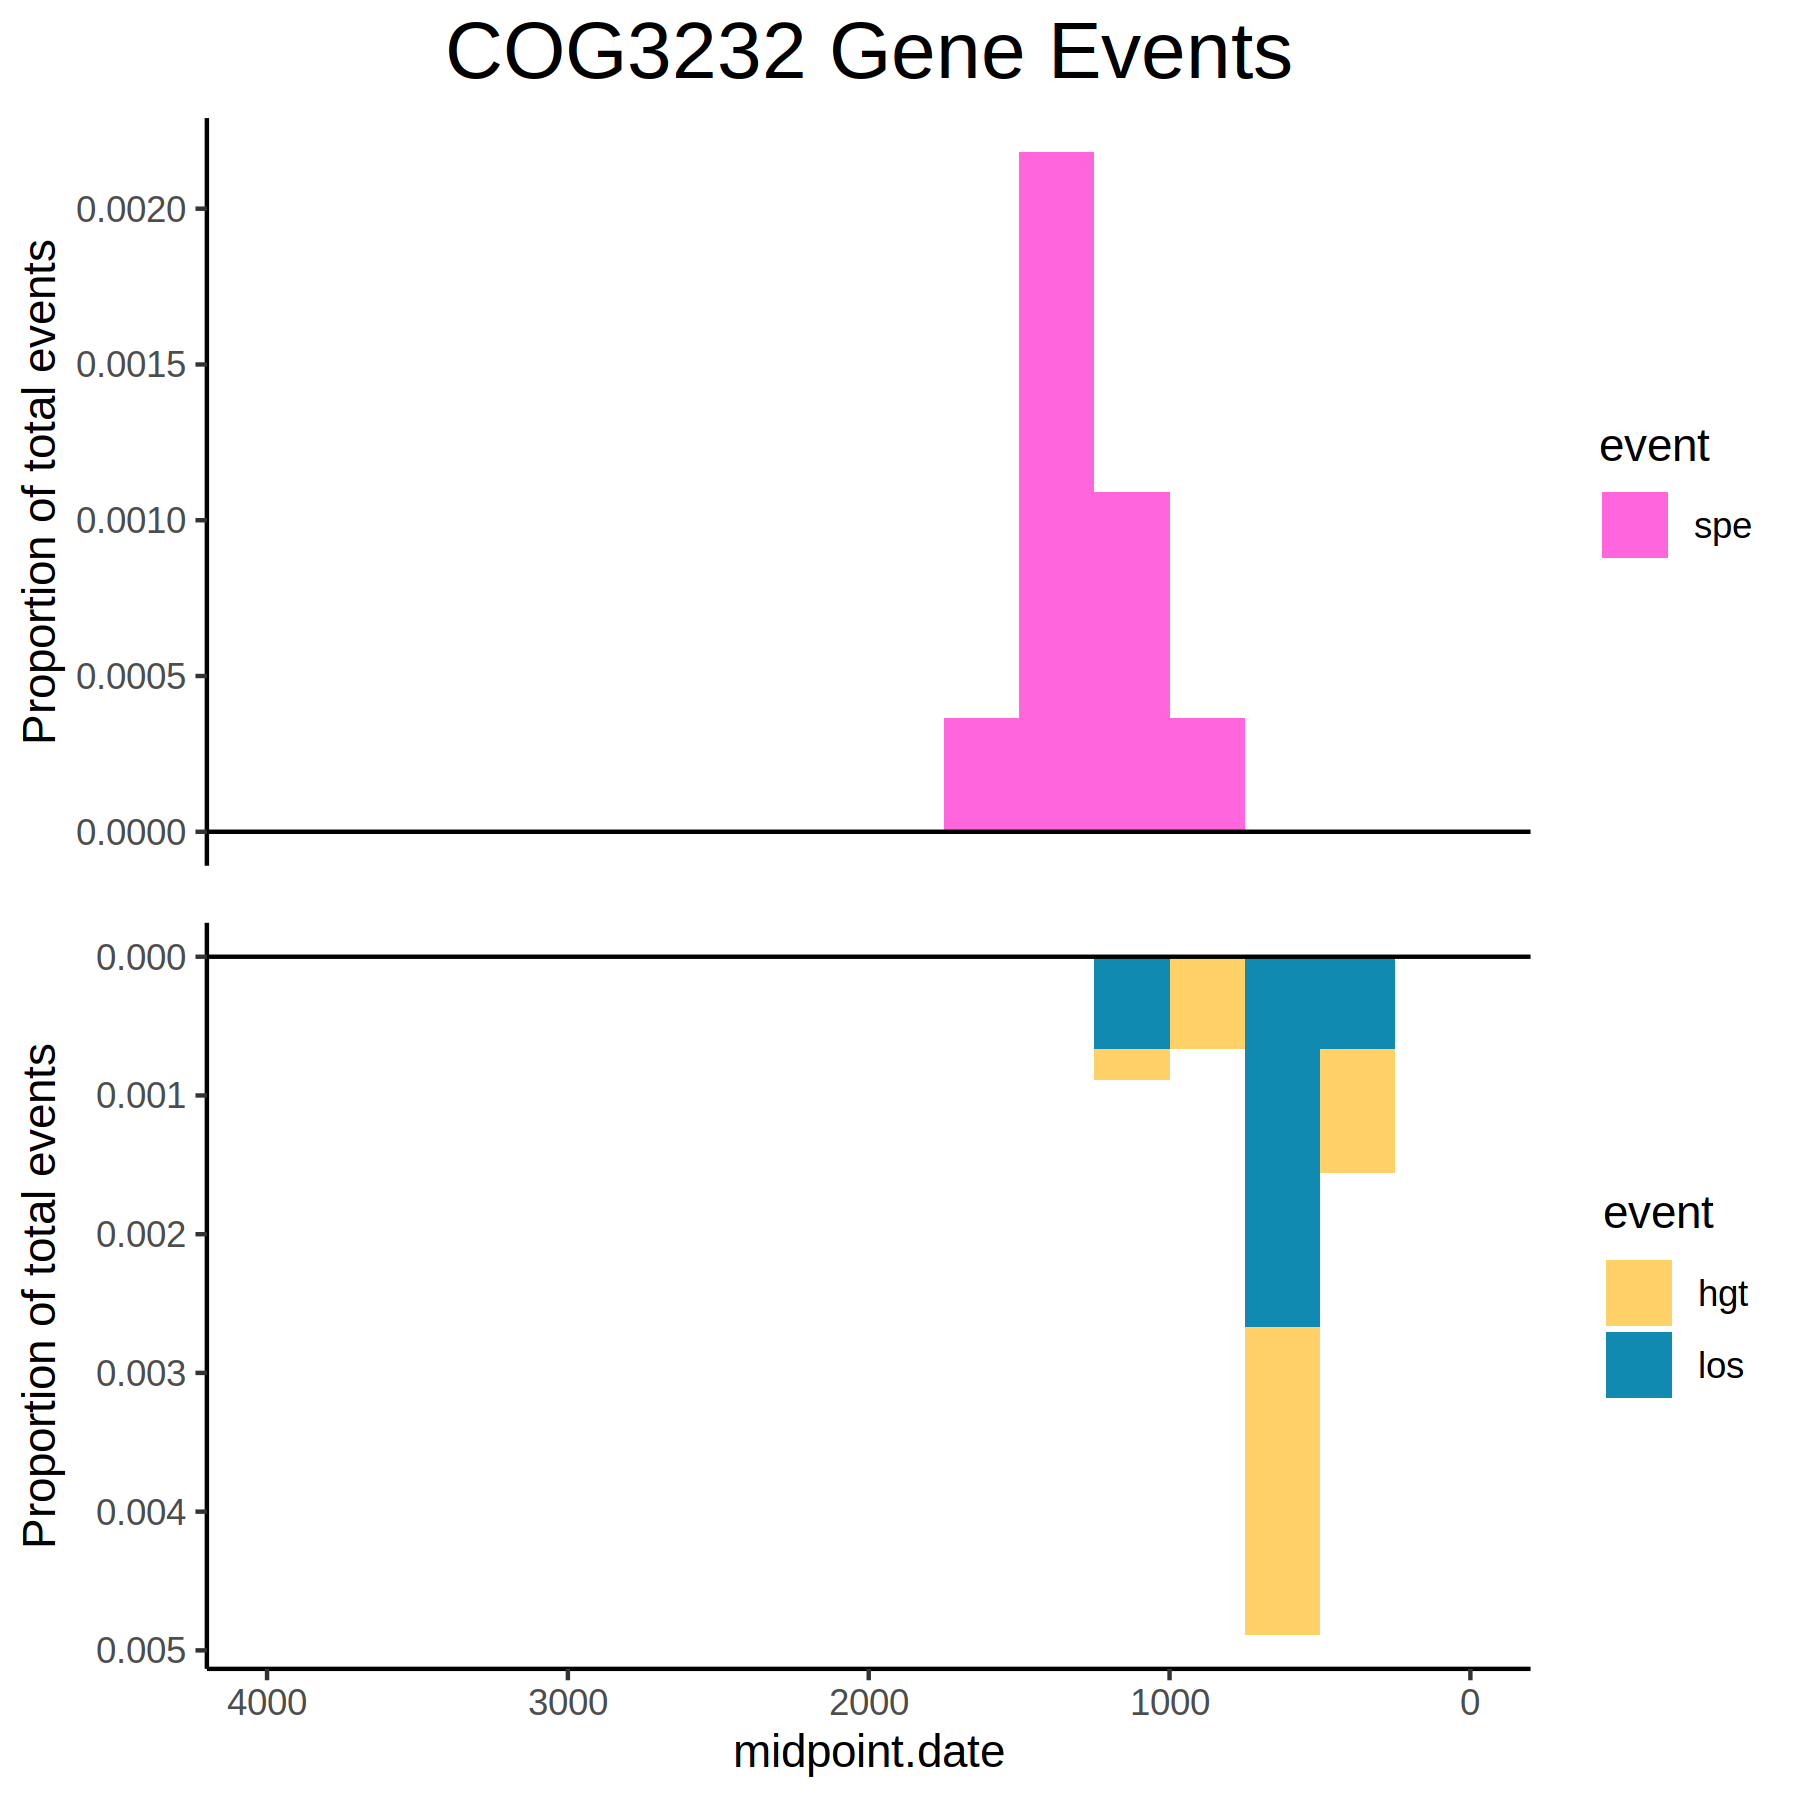 COG3232 Gene Events
Proportion of total events
0.0020
0.0015
0.0010
0.0005
0.0000
event
spe
Proportion of total events
0.000
0.001
0.002
0.003
0.004
0.005
event
hgt
los
4000 3000 2000 1000 0
midpoint.date